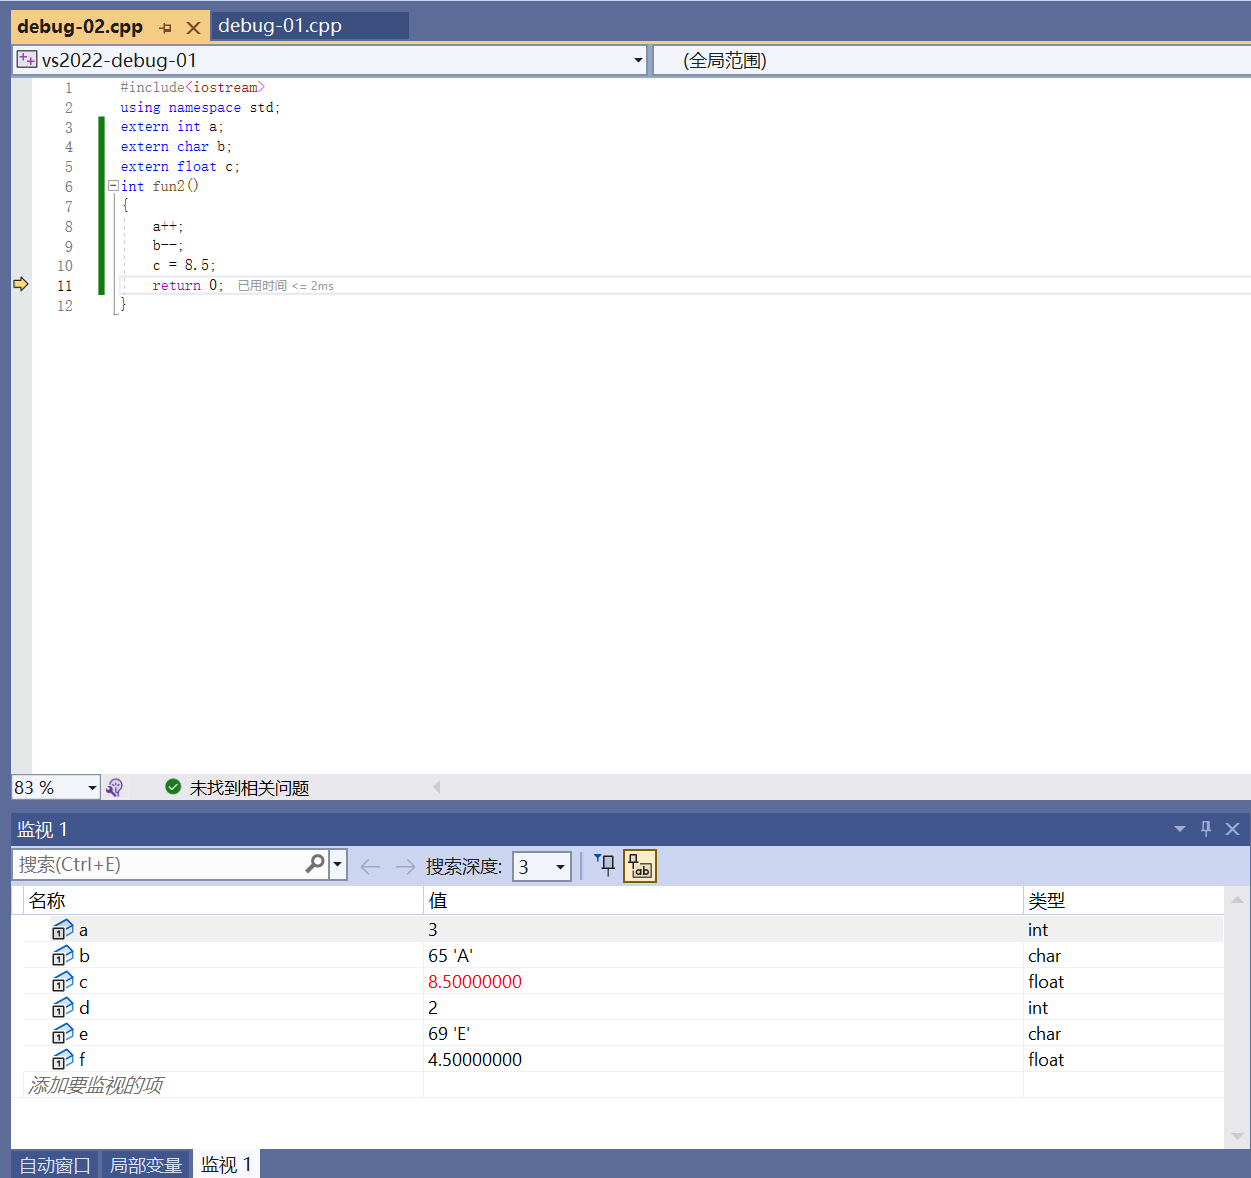 debug-02.cpp debug-01.cpp
vs2022-debug-01 (全局范围)
1 #include<iostream>
2 using namespace std;
3 extern int a;
4 extern char b;
5 extern float c;
6 int fun2()
7 {
8 a++;
9 b--;
10 c = 8.5;
11 return 0; 已用时间 <= 2ms
12 }
83 % 未找到相关问题
监视 1
搜索(Ctrl+E) 搜索深度: 3
名称 值 类型
a 3 int
b 65 'A' char
c 8.50000000 float
d 2 int
e 69 'E' char
f 4.50000000 float
添加要监视的项
自动窗口 局部变量 监视 1